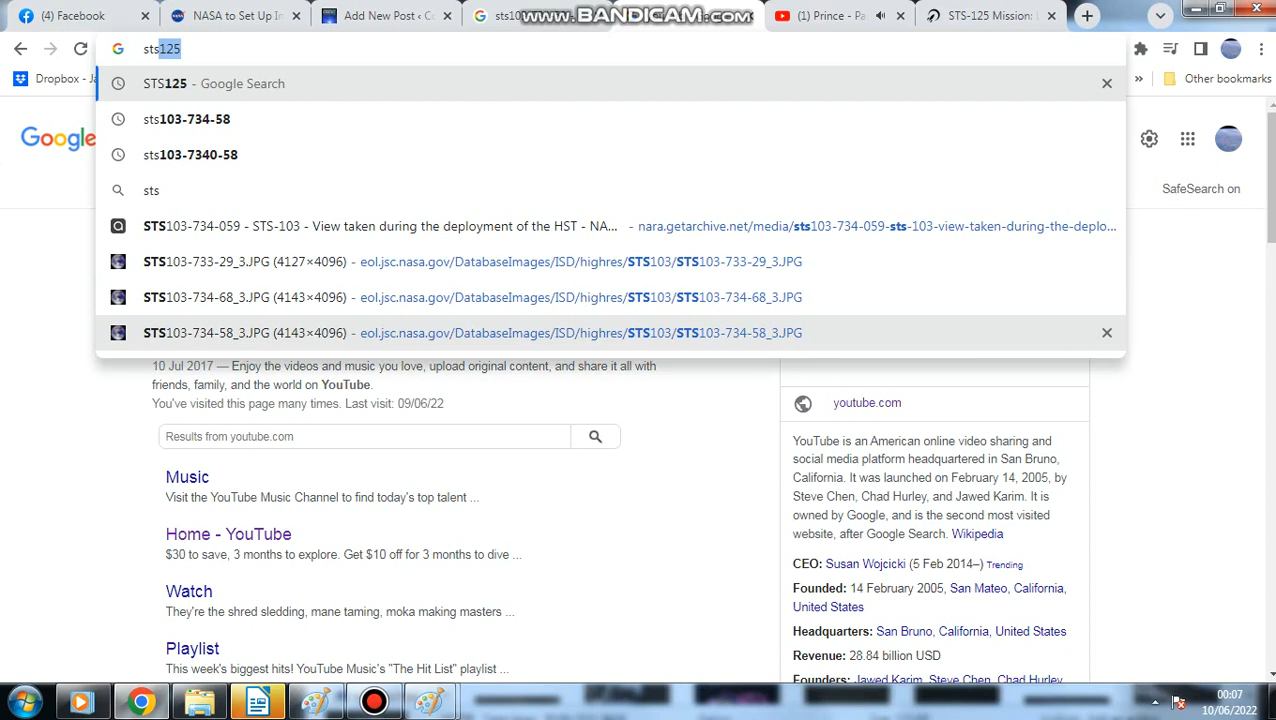 (4) Facebook
NASA to Set Up In
Add New Post ‹ C
sts10
www.BANDICAM.com
Prince - Pa
STS-125 Mission:
sts125
Dropbox - Ja
»
Other bookmarks
STS125 - Google Search
sts103-734-58
sts103-7340-58
sts
STS103-734-059 - STS-103 - View taken during the deployment of the HST - NA... - nara.getarchive.net/media/sts103-734-059-sts-103-view-taken-during-the-deplo...
STS103-733-29_3.JPG (4127×4096) - eol.jsc.nasa.gov/DatabaseImages/ISD/highres/STS103/STS103-733-29_3.JPG
STS103-734-68_3.JPG (4143×4096) - eol.jsc.nasa.gov/DatabaseImages/ISD/highres/STS103/STS103-734-68_3.JPG
STS103-734-58_3.JPG (4143×4096) - eol.jsc.nasa.gov/DatabaseImages/ISD/highres/STS103/STS103-734-58_3.JPG
Google
SafeSearch on
10 Jul 2017 — Enjoy the videos and music you love, upload original content, and share it all with
friends, family, and the world on YouTube.
You've visited this page many times. Last visit: 09/06/22
Results from youtube.com
Music
Visit the YouTube Music Channel to find today's top talent ...
Home - YouTube
$30 to save, 3 months to explore. Get $10 off for 3 months to dive ...
Watch
They're the shred sledding, mane taming, moka making masters ...
Playlist
This week's biggest hits! YouTube Music's "The Hit List" playlist ...
youtube.com
YouTube is an American online video sharing and
social media platform headquartered in San Bruno,
California. It was launched on February 14, 2005, by
Steve Chen, Chad Hurley, and Jawed Karim. It is
owned by Google, and is the second most visited
website, after Google Search. Wikipedia
CEO: Susan Wojcicki (5 Feb 2014–) Trending
Founded: 14 February 2005, San Mateo, California,
United States
Headquarters: San Bruno, California, United States
Revenue: 28.84 billion USD
Founders: Jawed Karim, Steve Chen, Chad Hurley
00:07
10/06/2022